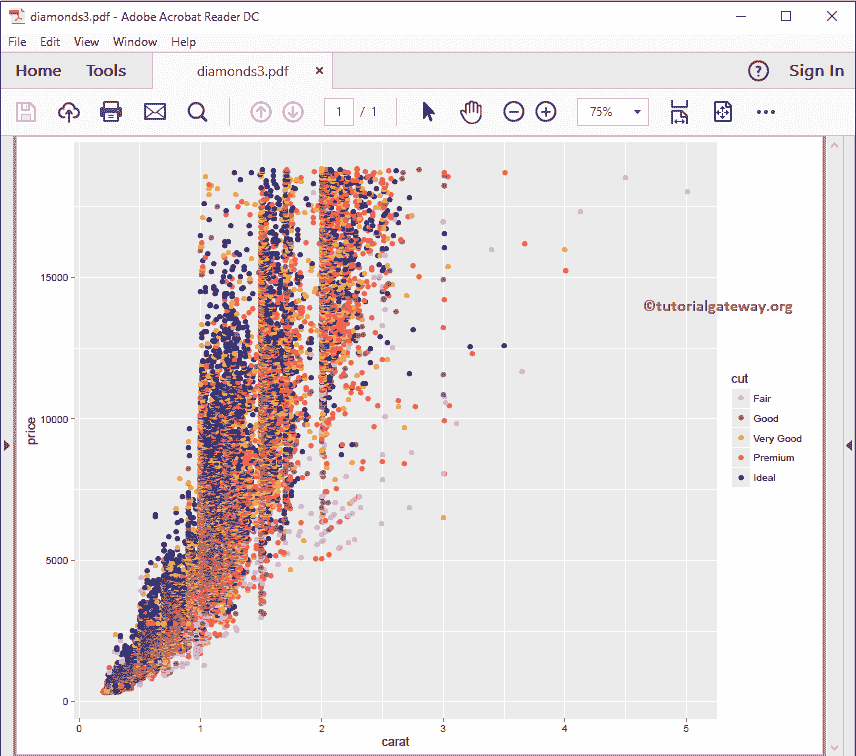 diamonds3.pdf - Adobe Acrobat Reader DC
File Edit View Window Help
Home Tools diamonds3.pdf × ? Sign In
1 / 1 75%
15000
10000
5000
0
price
0 1 2 3 4 5
carat
©tutorialgateway.org
cut
Fair
Good
Very Good
Premium
Ideal